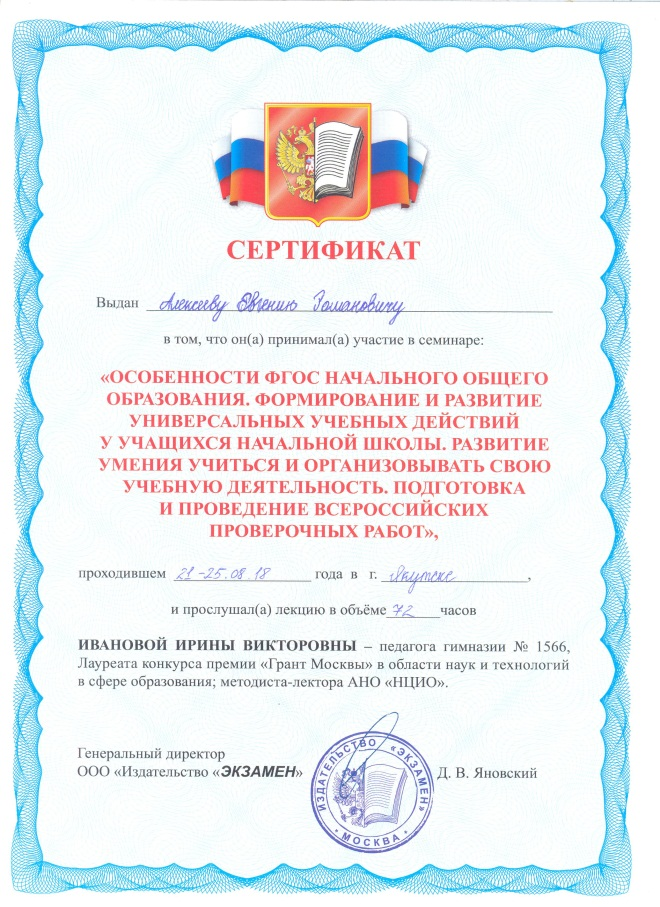 СЕРТИФИКАТ
Выдан Алексееву Евгению Романовичу
в том, что он(а) принимал(а) участие в семинаре:
«ОСОБЕННОСТИ ФГОС НАЧАЛЬНОГО ОБЩЕГО
ОБРАЗОВАНИЯ. ФОРМИРОВАНИЕ И РАЗВИТИЕ
УНИВЕРСАЛЬНЫХ УЧЕБНЫХ ДЕЙСТВИЙ
У УЧАЩИХСЯ НАЧАЛЬНОЙ ШКОЛЫ. РАЗВИТИЕ
УМЕНИЯ УЧИТЬСЯ И ОРГАНИЗОВЫВАТЬ СВОЮ
УЧЕБНУЮ ДЕЯТЕЛЬНОСТЬ. ПОДГОТОВКА
И ПРОВЕДЕНИЕ ВСЕРОССИЙСКИХ
ПРОВЕРОЧНЫХ РАБОТ»,
проходившем 21-25.08.18 года в г. Якутске,
и прослушал(а) лекцию в объёме 72 часов
ИВАНОВОЙ ИРИНЫ ВИКТОРОВНЫ – педагога гимназии № 1566,
Лауреата конкурса премии «Грант Москвы» в области наук и технологий
в сфере образования; методиста-лектора АНО «НЦИО».
Генеральный директор
ООО «Издательство «ЭКЗАМЕН» Д. В. Яновский
ИЗДАТЕЛЬСТВО «ЭКЗАМЕН»
МОСКВА